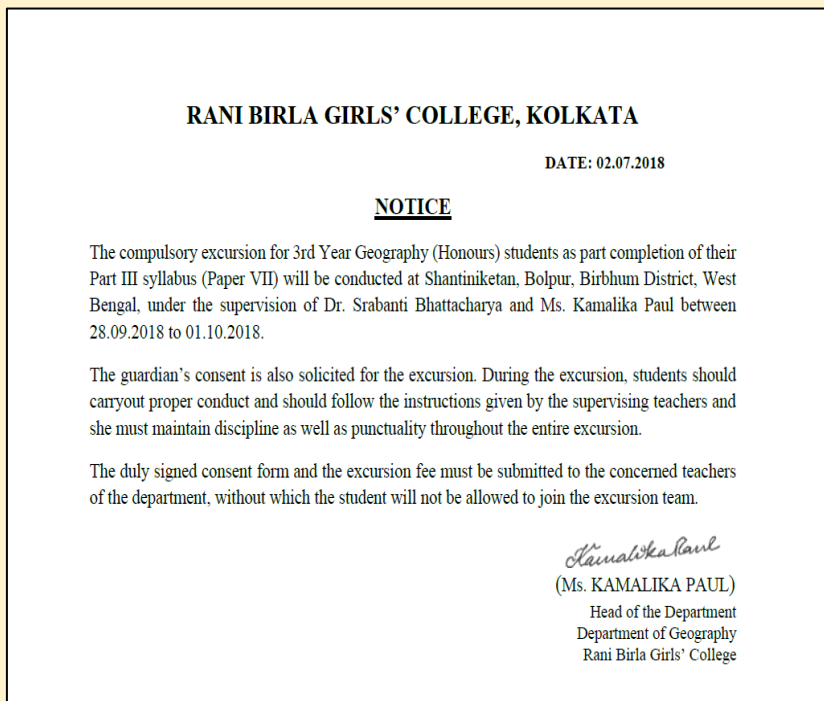 RANI BIRLA GIRLS' COLLEGE, KOLKATA
DATE: 02.07.2018
NOTICE
The compulsory excursion for 3rd Year Geography (Honours) students as part completion of their
Part III syllabus (Paper VII) will be conducted at Shantiniketan, Bolpur, Birbhum District, West
Bengal, under the supervision of Dr. Srabanti Bhattacharya and Ms. Kamalika Paul between
28.09.2018 to 01.10.2018.
The guardian's consent is also solicited for the excursion. During the excursion, students should
carryout proper conduct and should follow the instructions given by the supervising teachers and
she must maintain discipline as well as punctuality throughout the entire excursion.
The duly signed consent form and the excursion fee must be submitted to the concerned teachers
of the department, without which the student will not be allowed to join the excursion team.
Kamalika Paul
(Ms. KAMALIKA PAUL)
Head of the Department
Department of Geography
Rani Birla Girls' College